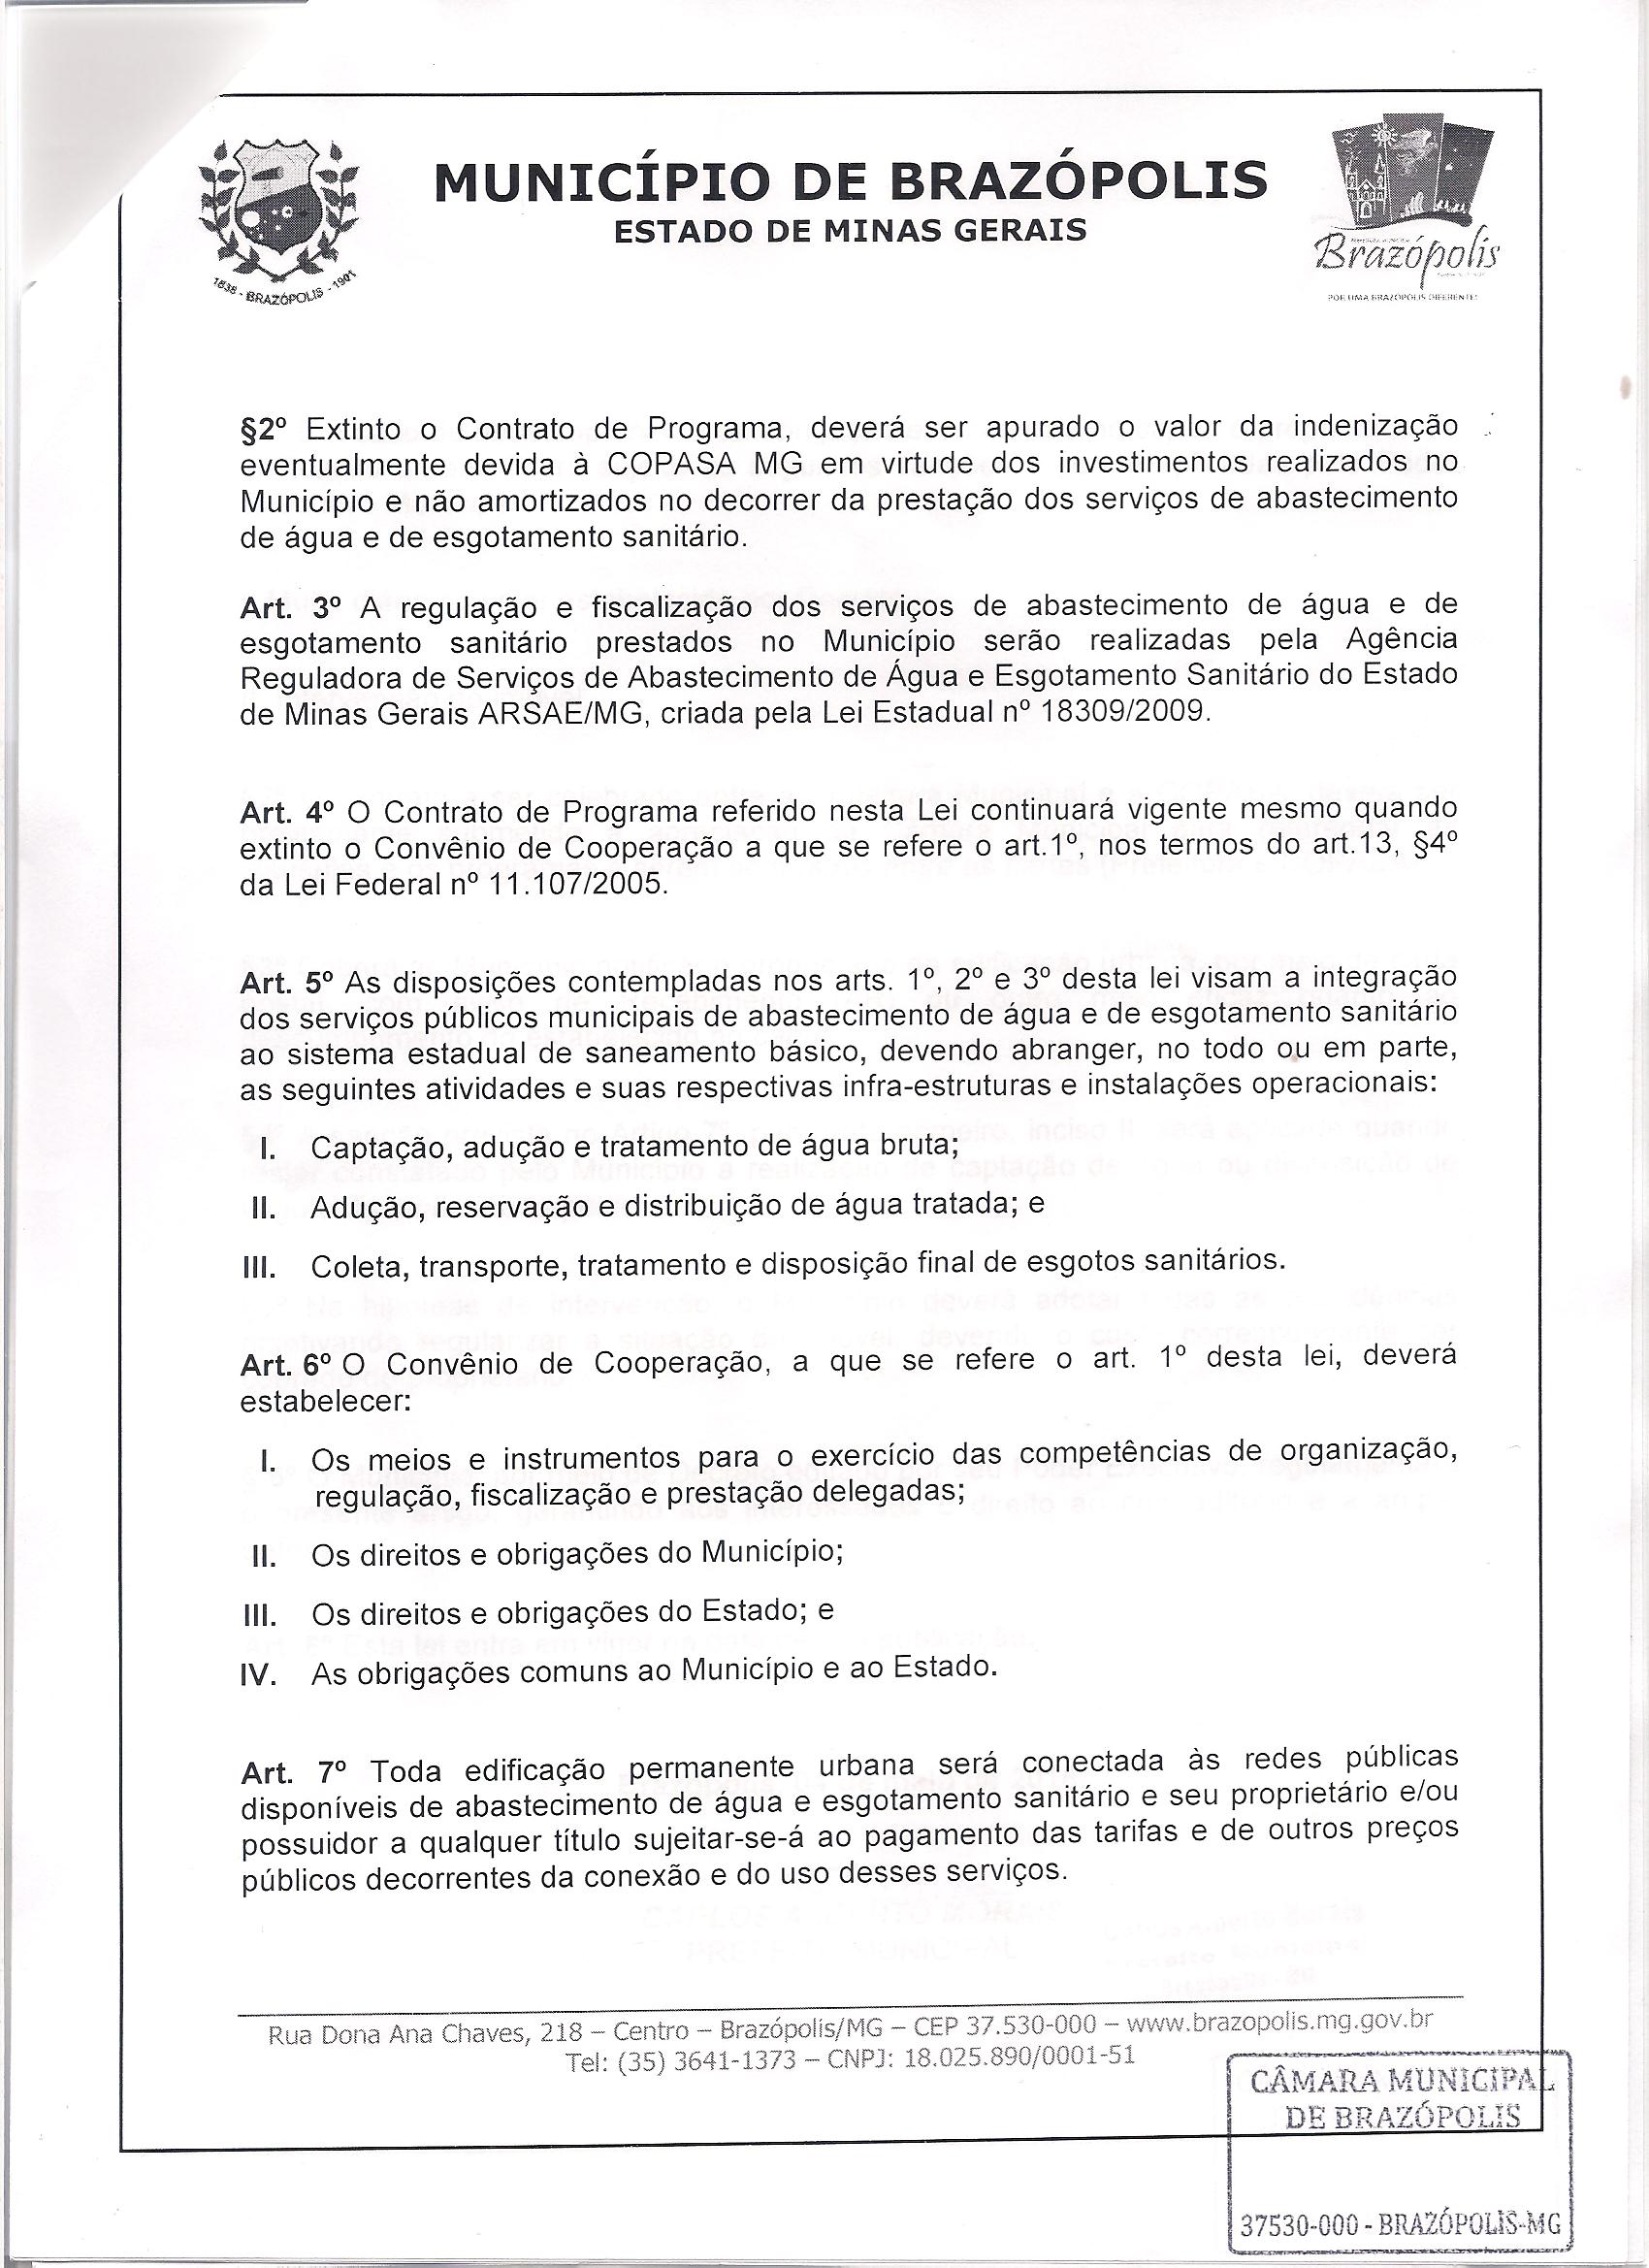 MUNICÍPIO DE BRAZÓPOLIS
ESTADO DE MINAS GERAIS
1838 - BRAZÓPOLIS - 1901
Brazópolis
POR UMA BRAZÓPOLIS DIFERENTE!
§2º Extinto o Contrato de Programa, deverá ser apurado o valor da indenização
eventualmente devida à COPASA MG em virtude dos investimentos realizados no
Município e não amortizados no decorrer da prestação dos serviços de abastecimento
de água e de esgotamento sanitário.
Art. 3º A regulação e fiscalização dos serviços de abastecimento de água e de
esgotamento sanitário prestados no Município serão realizadas pela Agência
Reguladora de Serviços de Abastecimento de Água e Esgotamento Sanitário do Estado
de Minas Gerais ARSAE/MG, criada pela Lei Estadual nº 18309/2009.
Art. 4º O Contrato de Programa referido nesta Lei continuará vigente mesmo quando
extinto o Convênio de Cooperação a que se refere o art.1º, nos termos do art.13, §4º
da Lei Federal nº 11.107/2005.
Art. 5º As disposições contempladas nos arts. 1º, 2º e 3º desta lei visam a integração
dos serviços públicos municipais de abastecimento de água e de esgotamento sanitário
ao sistema estadual de saneamento básico, devendo abranger, no todo ou em parte,
as seguintes atividades e suas respectivas infra-estruturas e instalações operacionais:
I. Captação, adução e tratamento de água bruta;
II. Adução, reservação e distribuição de água tratada; e
III. Coleta, transporte, tratamento e disposição final de esgotos sanitários.
Art. 6º O Convênio de Cooperação, a que se refere o art. 1º desta lei, deverá
estabelecer:
I. Os meios e instrumentos para o exercício das competências de organização,
regulação, fiscalização e prestação delegadas;
II. Os direitos e obrigações do Município;
III. Os direitos e obrigações do Estado; e
IV. As obrigações comuns ao Município e ao Estado.
Art. 7º Toda edificação permanente urbana será conectada às redes públicas
disponíveis de abastecimento de água e esgotamento sanitário e seu proprietário e/ou
possuidor a qualquer título sujeitar-se-á ao pagamento das tarifas e de outros preços
públicos decorrentes da conexão e do uso desses serviços.
Rua Dona Ana Chaves, 218 – Centro – Brazópolis/MG – CEP 37.530-000 – www.brazopolis.mg.gov.br
Tel: (35) 3641-1373 – CNPJ: 18.025.890/0001-51
CÂMARA MUNICIPAL
DE BRAZÓPOLIS
37530-000 - BRAZÓPOLIS-MG